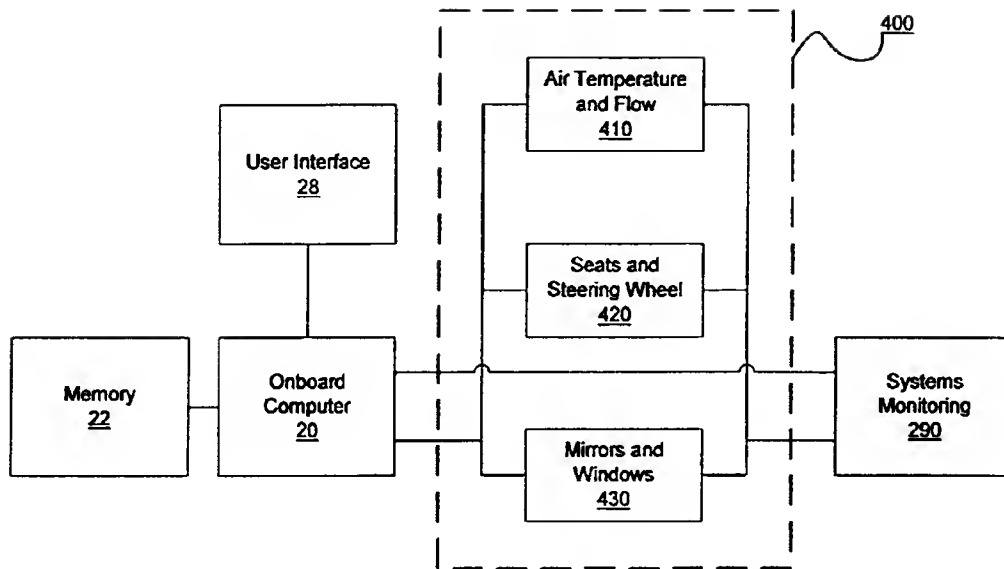 400
Air Temperature
and Flow
410
User Interface
28
Seats and
Steering Wheel
420
Memory
22
Onboard
Computer
20
Systems
Monitoring
290
Mirrors and
Windows
430